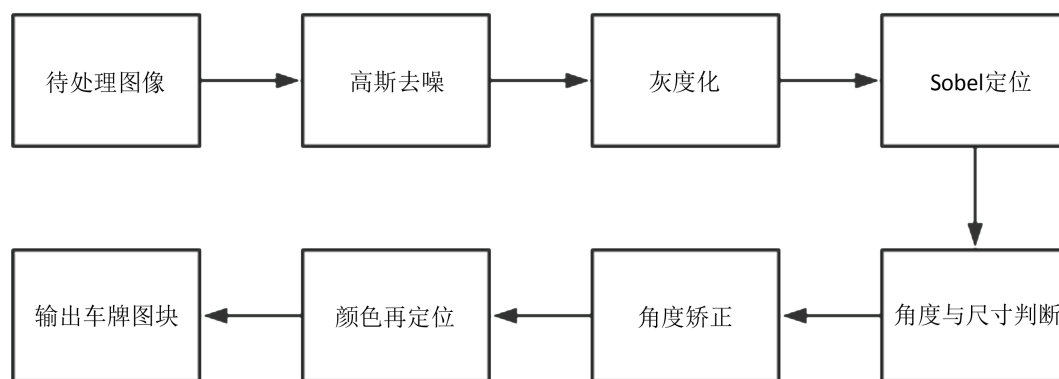 待处理图像
高斯去噪
灰度化
Sobel定位
角度与尺寸判断
角度矫正
颜色再定位
输出车牌图块